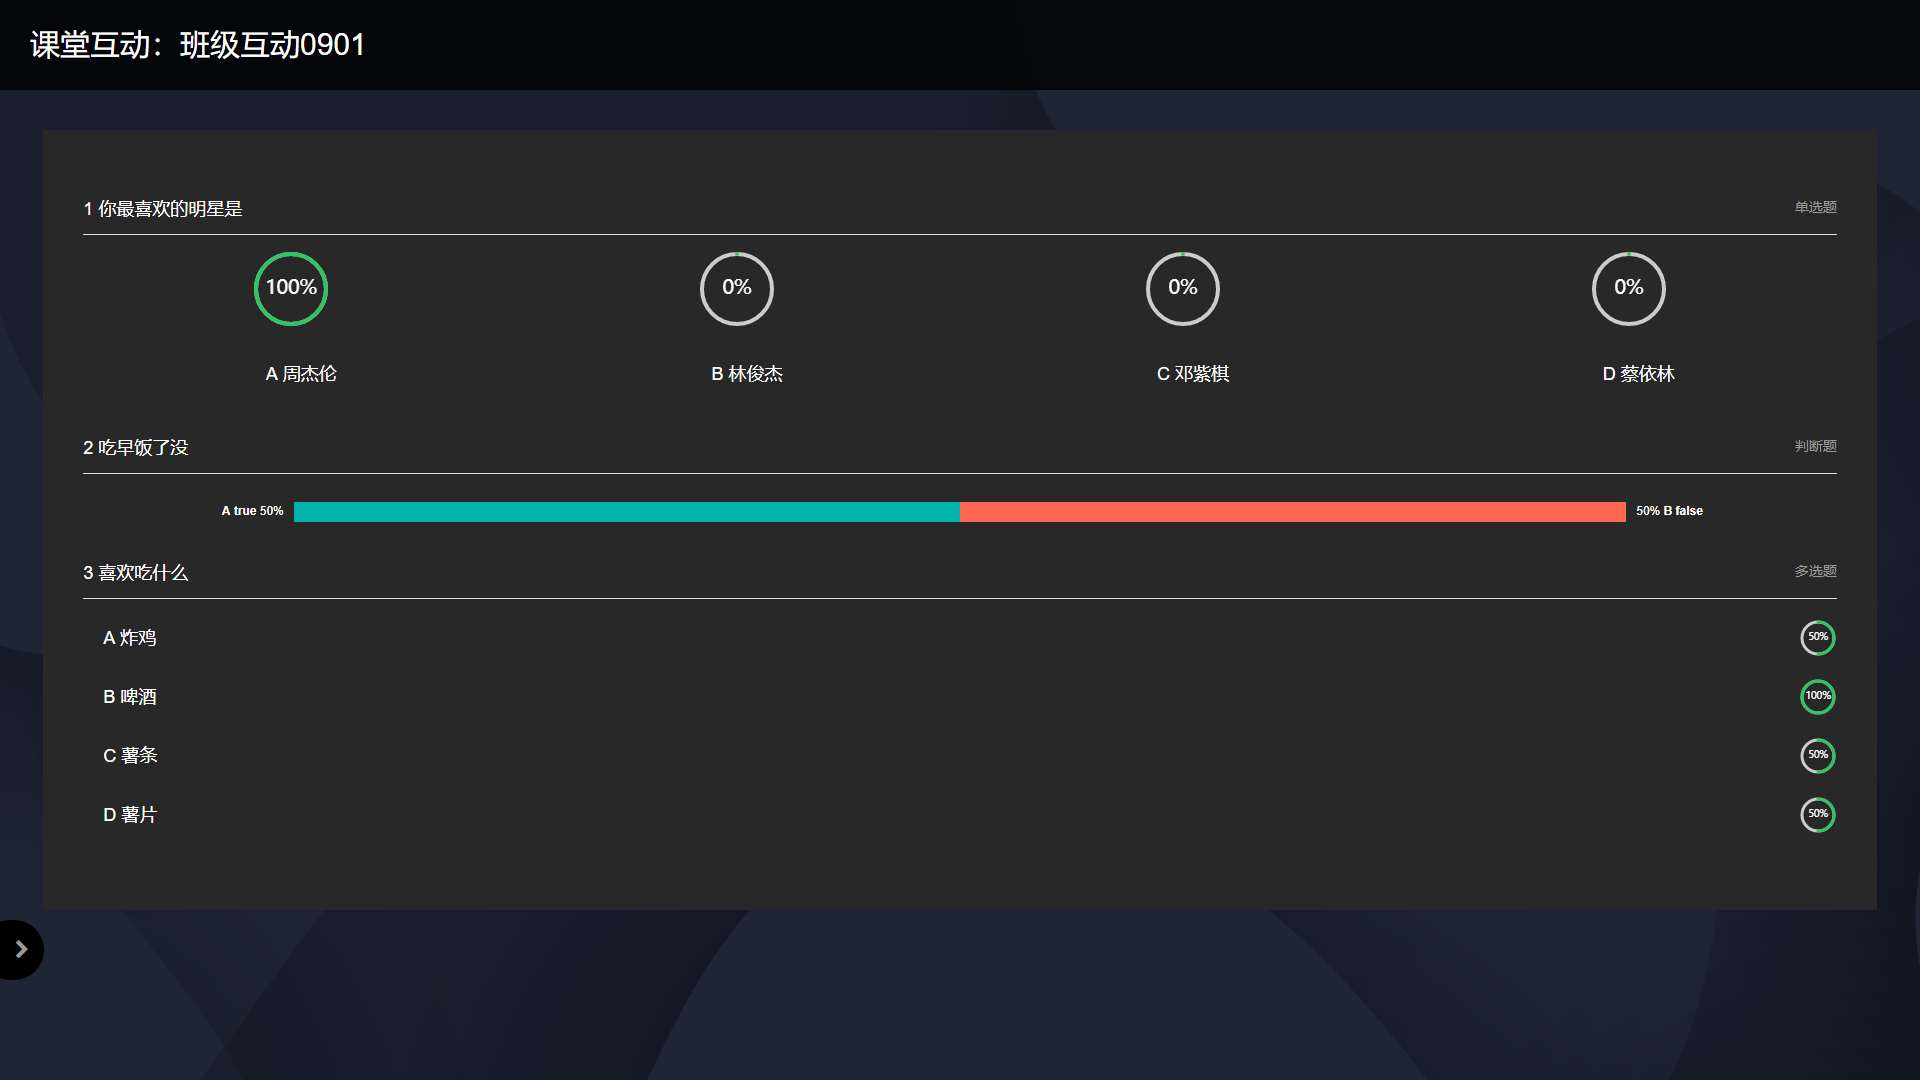 课堂互动：班级互动0901
1 你最喜欢的明星是 单选题
100% 0% 0% 0%
A 周杰伦 B 林俊杰 C 邓紫棋 D 蔡依林
2 吃早饭了没 判断题
A true 50% 50% B false
3 喜欢吃什么 多选题
A 炸鸡 50%
B 啤酒 100%
C 薯条 50%
D 薯片 50%